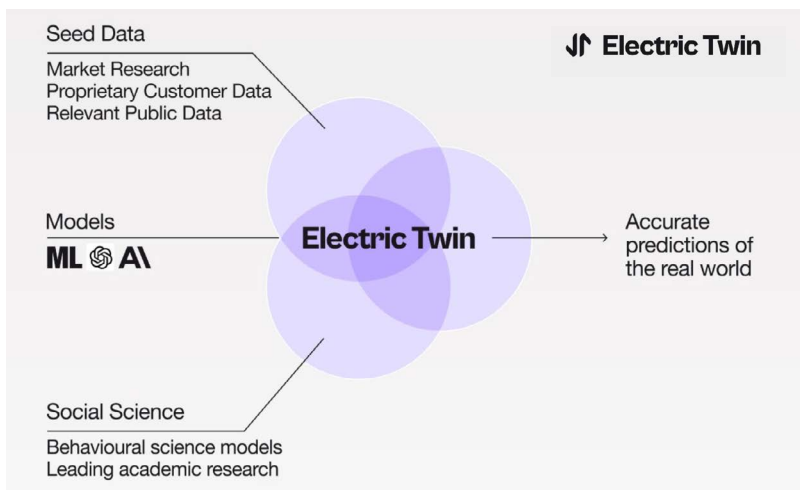 Seed Data
Market Research
Proprietary Customer Data
Relevant Public Data
Electric Twin
Models
ML A\
Electric Twin
Accurate
predictions of
the real world
Social Science
Behavioural science models
Leading academic research